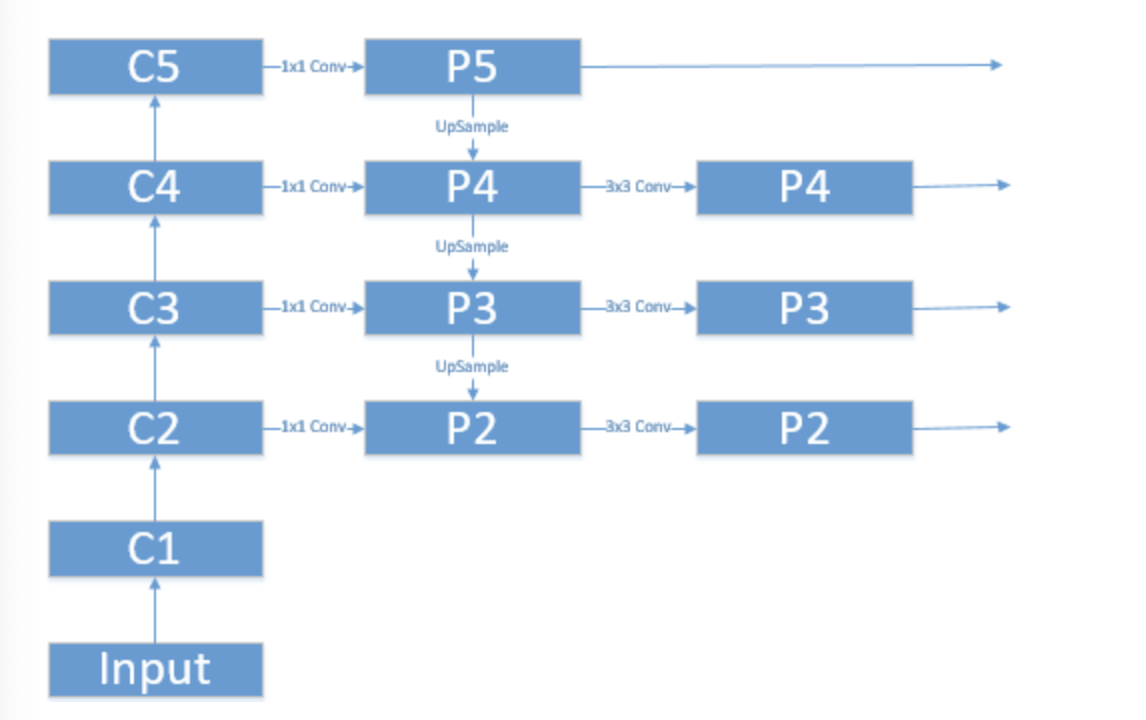 C5 1x1 Conv P5
UpSample
C4 1x1 Conv P4 3x3 Conv P4
UpSample
C3 1x1 Conv P3 3x3 Conv P3
UpSample
C2 1x1 Conv P2 3x3 Conv P2
C1
Input